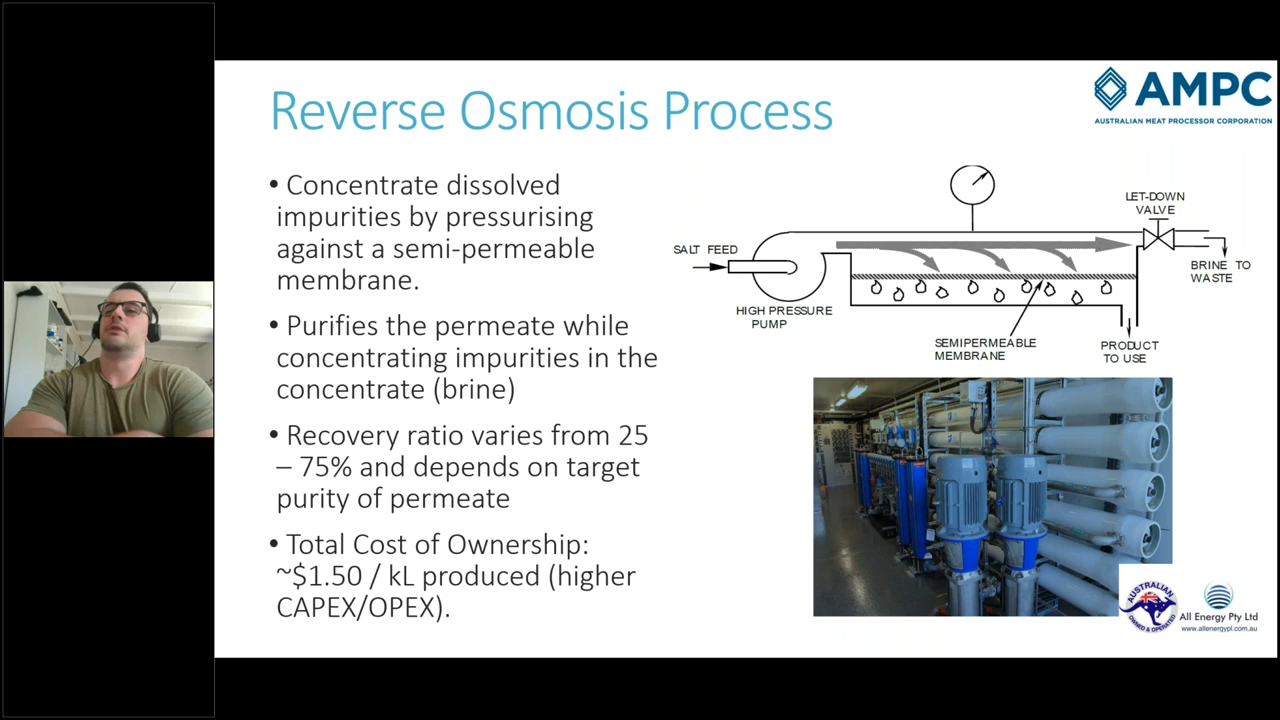 Reverse Osmosis Process
AMPC
AUSTRALIAN MEAT PROCESSOR CORPORATION
• Concentrate dissolved
impurities by pressurising
against a semi-permeable
membrane.
• Purifies the permeate while
concentrating impurities in the
concentrate (brine)
• Recovery ratio varies from 25
– 75% and depends on target
purity of permeate
• Total Cost of Ownership:
~$1.50 / kL produced (higher
CAPEX/OPEX).
SALT FEED
HIGH PRESSURE
PUMP
LET-DOWN
VALVE
BRINE TO
WASTE
SEMIPERMEABLE
MEMBRANE
PRODUCT
TO USE
AUSTRALIAN
OWNED & OPERATED
All Energy Pty Ltd
www.allenergypl.com.au